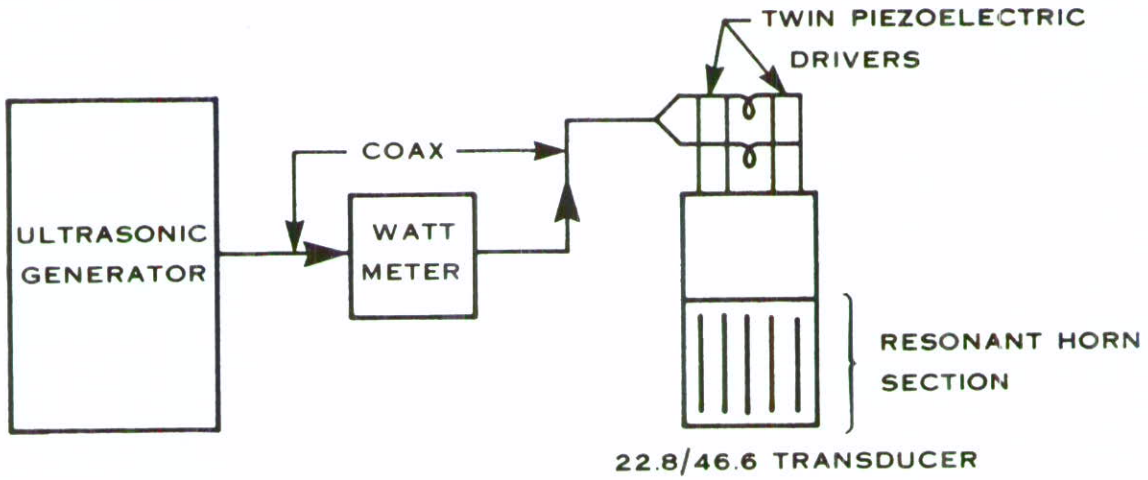 TWIN PIEZOELECTRIC
DRIVERS
COAX
ULTRASONIC
GENERATOR
WATT
METER
RESONANT HORN
SECTION
22.8/46.6 TRANSDUCER